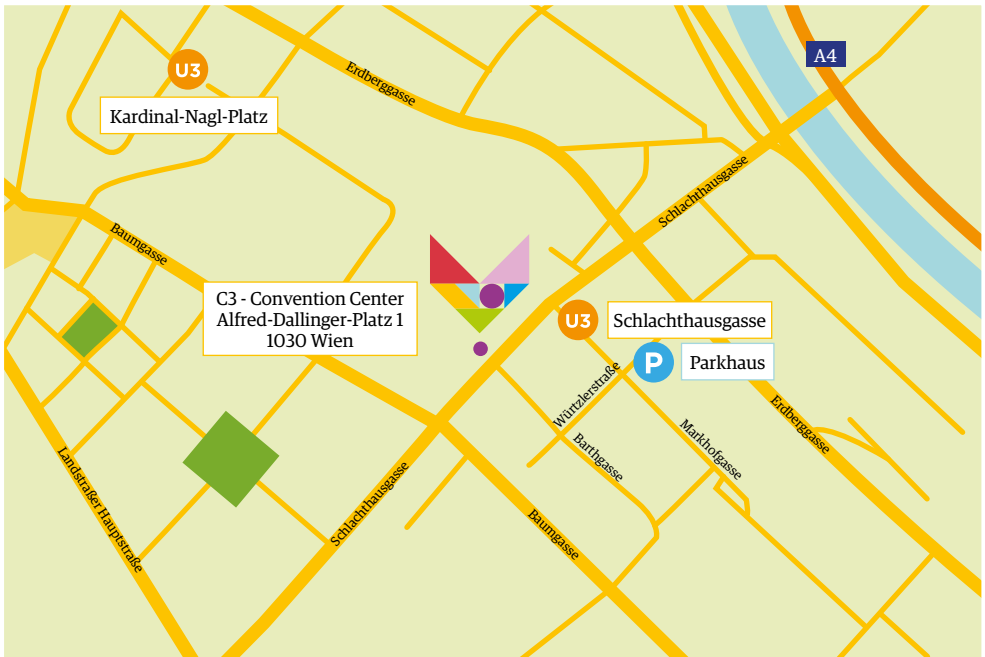 A4
U3
Erdberggasse
Kardinal-Nagl-Platz
Schlachthausgasse
Baumgasse
C3 - Convention Center
Alfred-Dallinger-Platz 1
1030 Wien
U3
Schlachthausgasse
P
Parkhaus
Würtzlerstraße
Erdberggasse
Markhofgasse
Barthgasse
Landstraßer Hauptstraße
Schlachthausgasse
Baumgasse